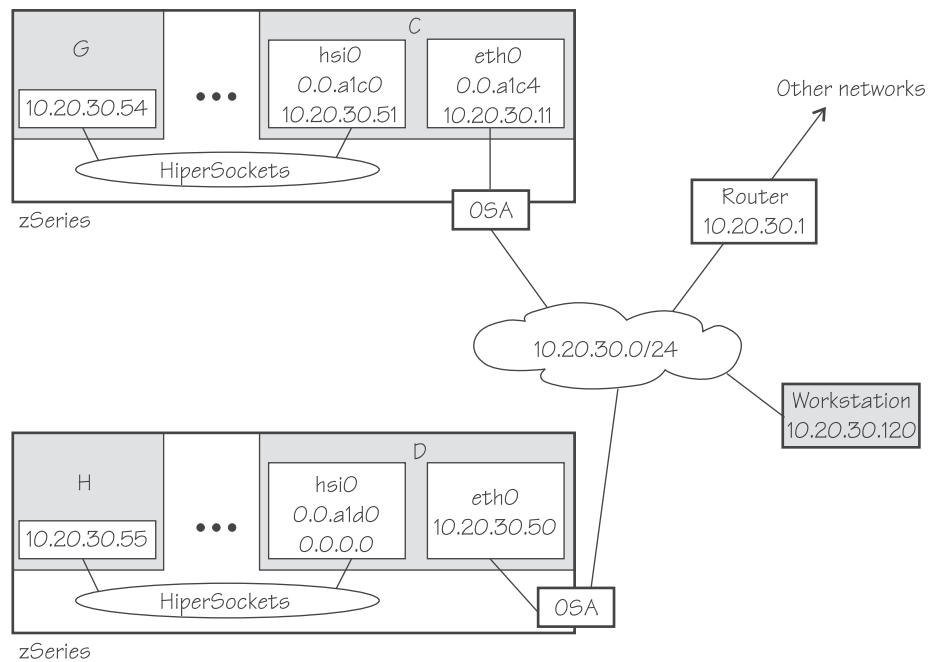 G
10.20.30.54
C
hsi0
0.0.a1c0
10.20.30.51
eth0
0.0.a1c4
10.20.30.11
HiperSockets
OSA
zSeries
Other networks
Router
10.20.30.1
10.20.30.0/24
Workstation
10.20.30.120
H
10.20.30.55
D
hsi0
0.0.a1d0
0.0.0.0
eth0
10.20.30.50
HiperSockets
OSA
zSeries